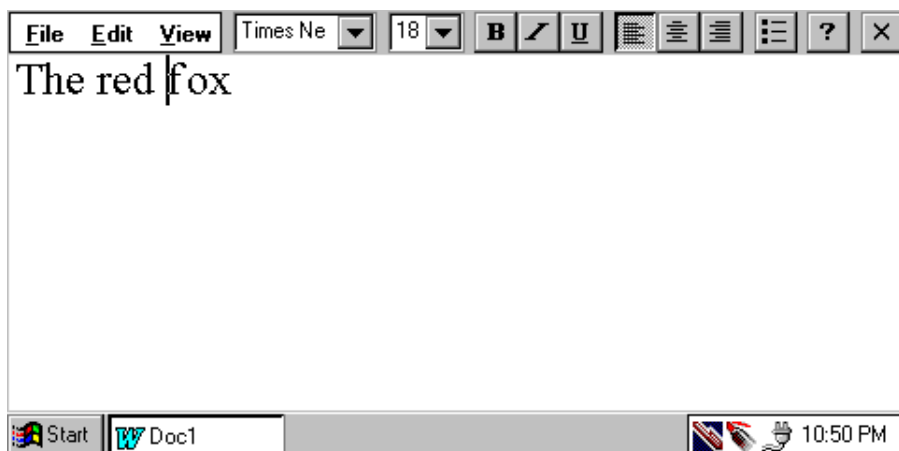 File Edit View Times Ne 18 B I U ?
The red fox
Start Doc1 10:50 PM